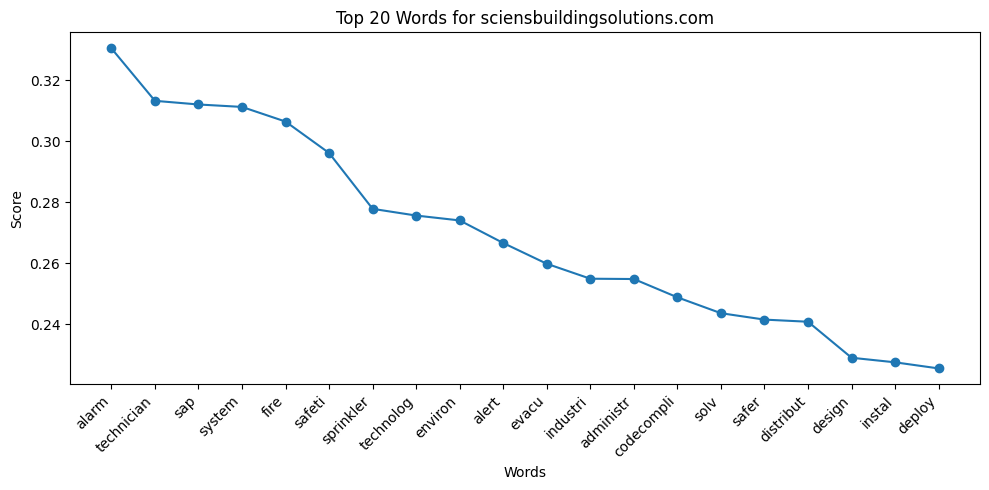 Top 20 Words for sciensbuildingsolutions.com
Score
0.32
0.30
0.28
0.26
0.24
alarm
technician
sap
system
fire
safeti
sprinkler
technolog
environ
alert
evacu
industri
administr
codecompli
solv
safer
distribut
design
instal
deploy
Words